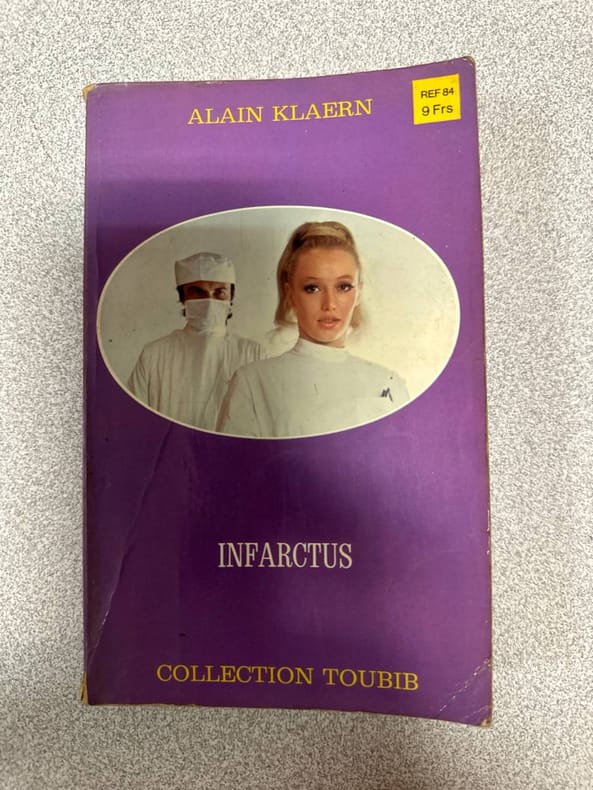 ALAIN KLAERN
REF 84
9 Frs
INFARCTUS
COLLECTION TOUBIB